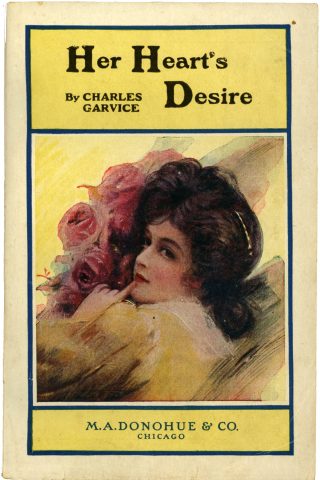 Her Heart's
By CHARLES
GARVICE
Desire
M.A. DONOHUE & CO.
CHICAGO